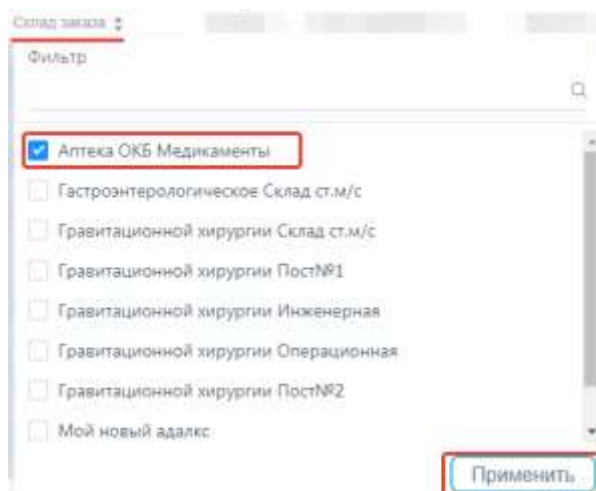 Склад заказа
Фильтр
Аптека ОКБ Медикаменты
Гастроэнтерологическое Склад ст.м/с
Гравитационной хирургии Склад ст.м/с
Гравитационной хирургии Пост№1
Гравитационной хирургии Инженерная
Гравитационной хирургии Операционная
Гравитационной хирургии Пост№2
Мой новый адалкс
Применить